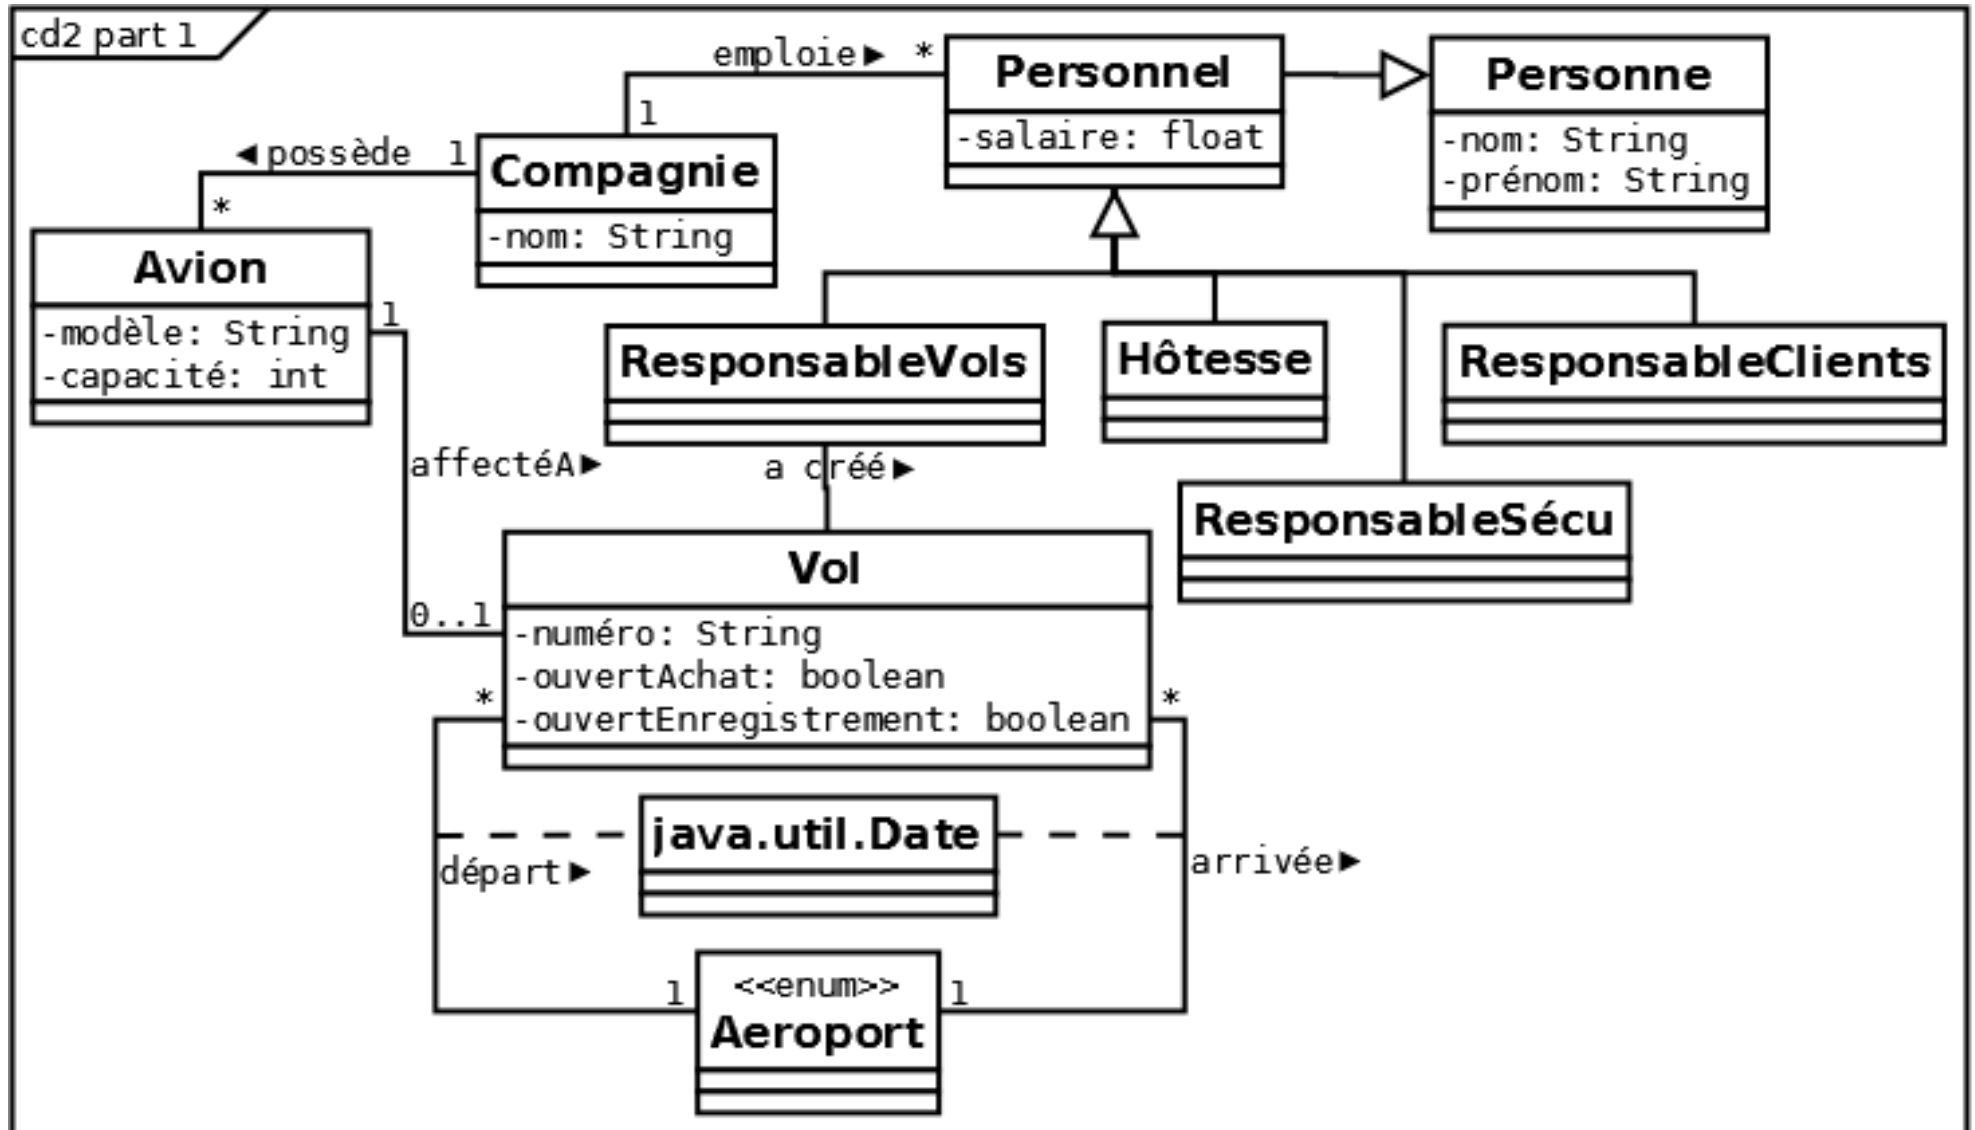 cd2 part 1
emploie► *
1
Personnel
-salaire: float
Personne
-nom: String
-prénom: String
◄possède 1
*
Compagnie
-nom: String
Avion
-modèle: String
-capacité: int
1
affectéA►
0..1
ResponsableVols
Hôtesse
ResponsableClients
ResponsableSécu
a créé►
Vol
-numéro: String
-ouvertAchat: boolean
-ouvertEnregistrement: boolean
*
*
java.util.Date
départ►
arrivée►
1
<<enum>>
Aeroport
1